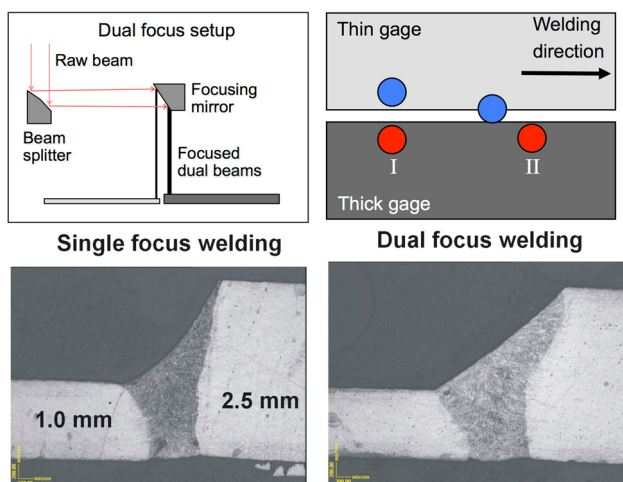 Dual focus setup
Raw beam
Focusing
mirror
Beam
splitter
Focused
dual beams
Thin gage
Welding
direction
I
II
Thick gage
Single focus welding
Dual focus welding
1.0 mm
2.5 mm